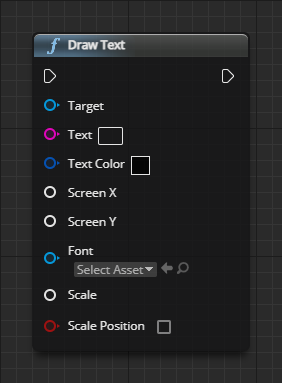 f Draw Text
Target
Text
Text Color
Screen X
Screen Y
Font
Select Asset
Scale
Scale Position